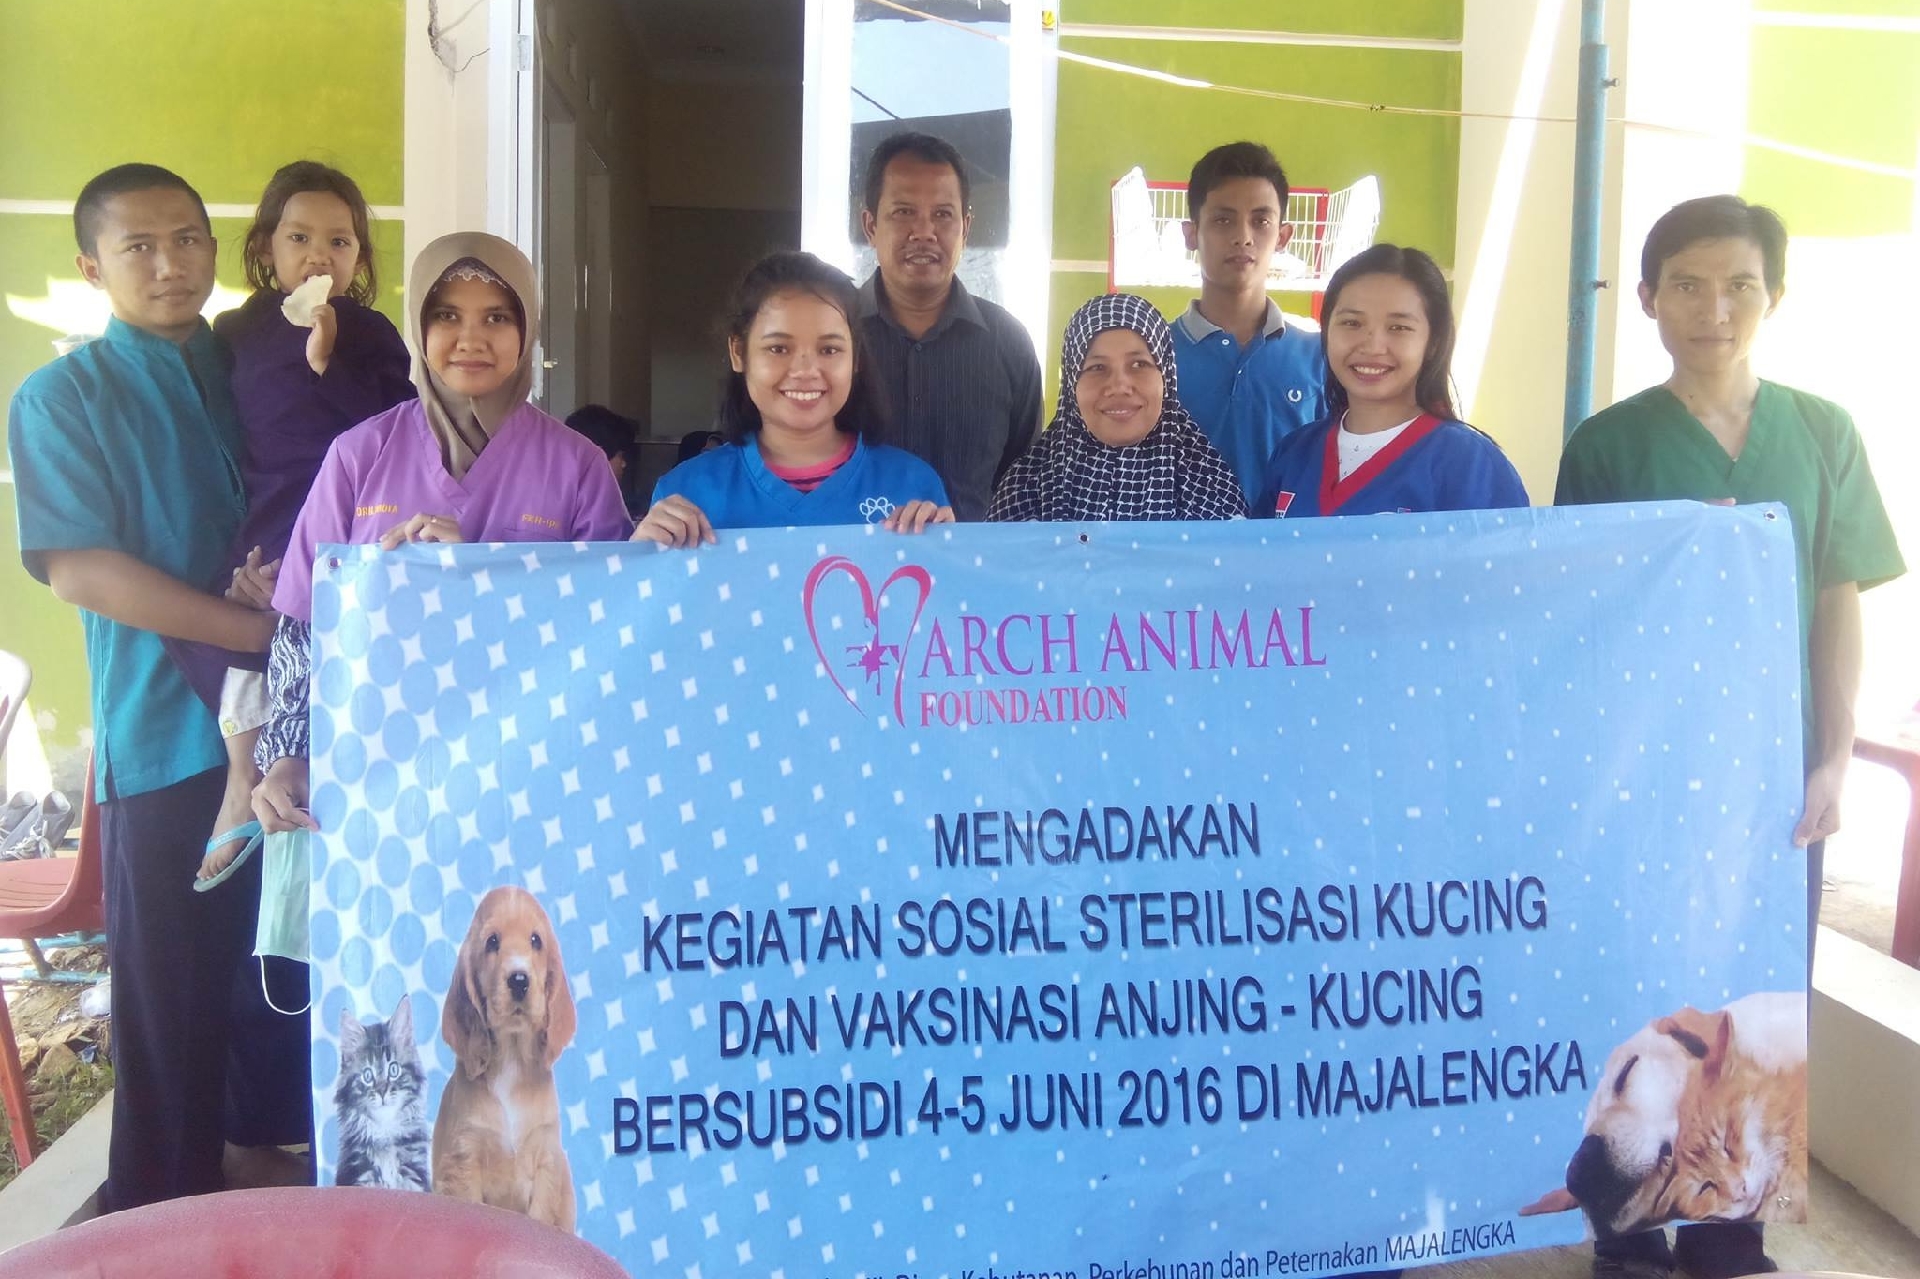 MARCH ANIMAL
FOUNDATION
MENGADAKAN
KEGIATAN SOSIAL STERILISASI KUCING
DAN VAKSINASI ANJING - KUCING
BERSUBSIDI 4-5 JUNI 2016 DI MAJALENGKA
Perkebunan dan Peternakan MAJALENGKA